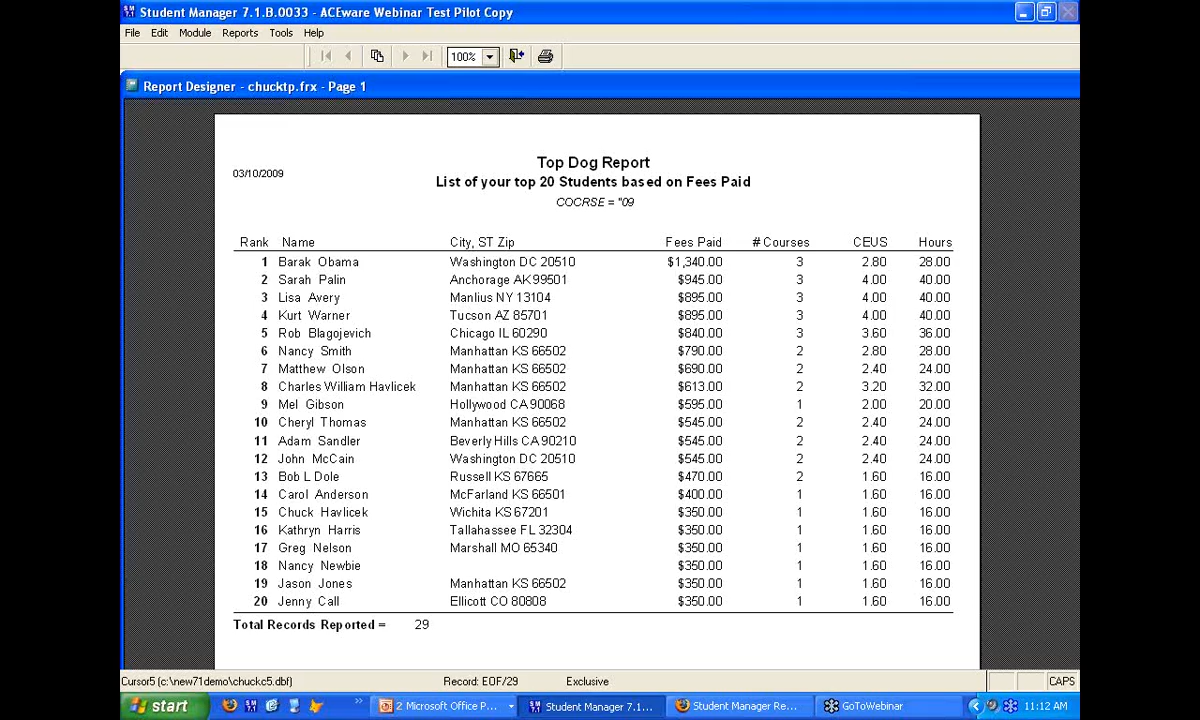 Student Manager 7.1.B.0033 - ACEware Webinar Test Pilot Copy
File Edit Module Reports Tools Help
100%
Report Designer - chucktp.frx - Page 1
Top Dog Report
03/10/2009
List of your top 20 Students based on Fees Paid
COCRSE = "09
Rank Name City, ST Zip Fees Paid # Courses CEUS Hours
1 Barak Obama Washington DC 20510 $1,340.00 3 2.80 28.00
2 Sarah Palin Anchorage AK 99501 $945.00 3 4.00 40.00
3 Lisa Avery Manlius NY 13104 $895.00 3 4.00 40.00
4 Kurt Warner Tucson AZ 85701 $895.00 3 4.00 40.00
5 Rob Blagojevich Chicago IL 60290 $840.00 3 3.60 36.00
6 Nancy Smith Manhattan KS 66502 $790.00 2 2.80 28.00
7 Matthew Olson Manhattan KS 66502 $690.00 2 2.40 24.00
8 Charles William Havlicek Manhattan KS 66502 $613.00 2 3.20 32.00
9 Mel Gibson Hollywood CA 90068 $595.00 1 2.00 20.00
10 Cheryl Thomas Manhattan KS 66502 $545.00 2 2.40 24.00
11 Adam Sandler Beverly Hills CA 90210 $545.00 2 2.40 24.00
12 John McCain Washington DC 20510 $545.00 2 2.40 24.00
13 Bob L Dole Russell KS 67665 $470.00 2 1.60 16.00
14 Carol Anderson McFarland KS 66501 $400.00 1 1.60 16.00
15 Chuck Havlicek Wichita KS 67201 $350.00 1 1.60 16.00
16 Kathryn Harris Tallahassee FL 32304 $350.00 1 1.60 16.00
17 Greg Nelson Marshall MO 65340 $350.00 1 1.60 16.00
18 Nancy Newbie $350.00 1 1.60 16.00
19 Jason Jones Manhattan KS 66502 $350.00 1 1.60 16.00
20 Jenny Call Ellicott CO 80808 $350.00 1 1.60 16.00
Total Records Reported = 29
Cursor5 (c:\new71demo\chuckc5.dbf) Record: EOF/29 Exclusive CAPS
start 2 Microsoft Office P... Student Manager 7.1... Student Manager Re... GoToWebinar 11:12 AM